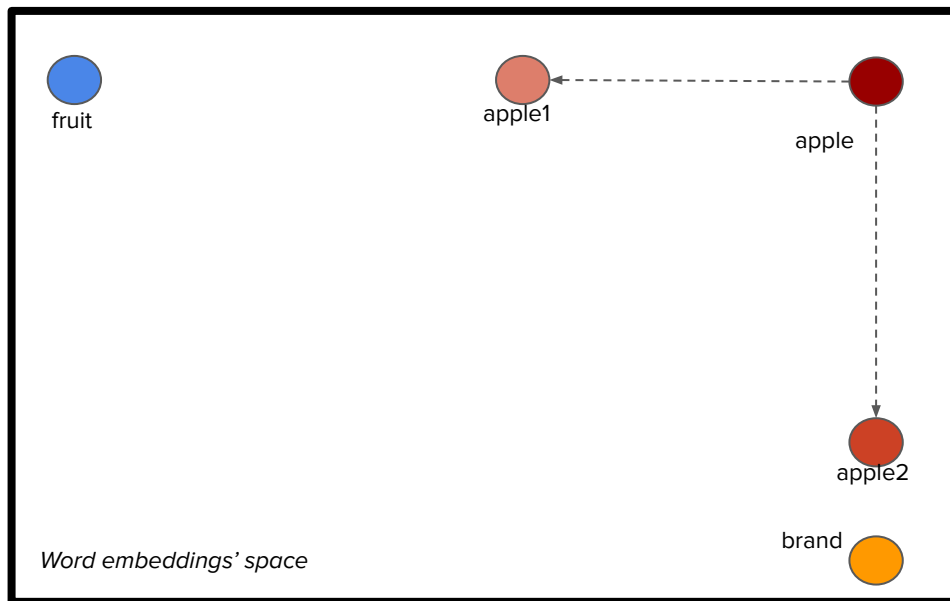 fruit
apple1
apple
apple2
brand
Word embeddings’ space